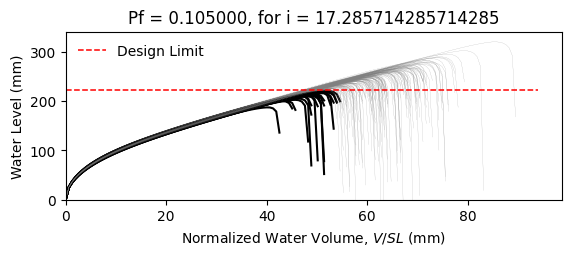 Pf = 0.105000, for i = 17.285714285714285
Design Limit
Water Level (mm)
300
200
100
0
0 20 40 60 80
Normalized Water Volume, V/SL (mm)